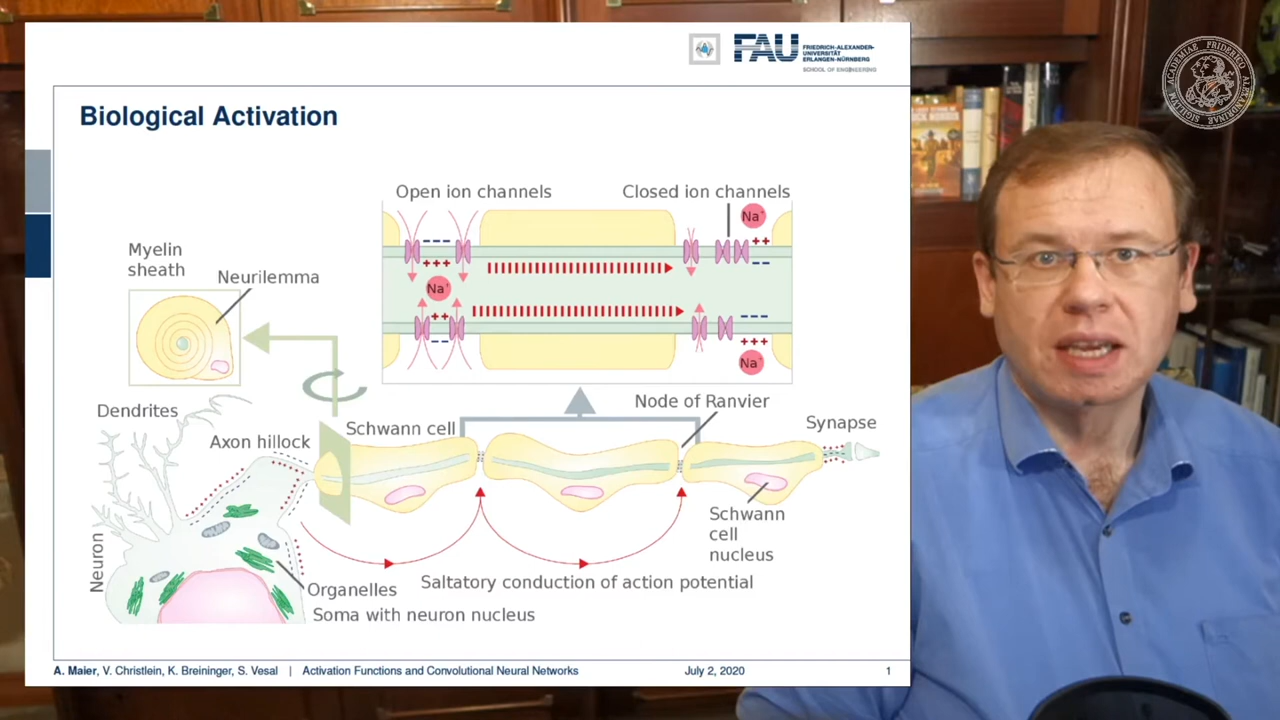 FAU
FRIEDRICH-ALEXANDER-
UNIVERSITÄT
ERLANGEN-NÜRNBERG
SCHOOL OF ENGINEERING
Biological Activation
Open ion channels
Closed ion channels
Na+
Myelin
sheath
Neurilemma
Na+
Na+
Dendrites
Axon hillock
Schwann cell
Node of Ranvier
Synapse
Schwann
cell
nucleus
Neuron
Organelles
Saltatory conduction of action potential
Soma with neuron nucleus
A. Maier, V. Christlein, K. Breininger, S. Vesal | Activation Functions and Convolutional Neural Networks July 2, 2020 1